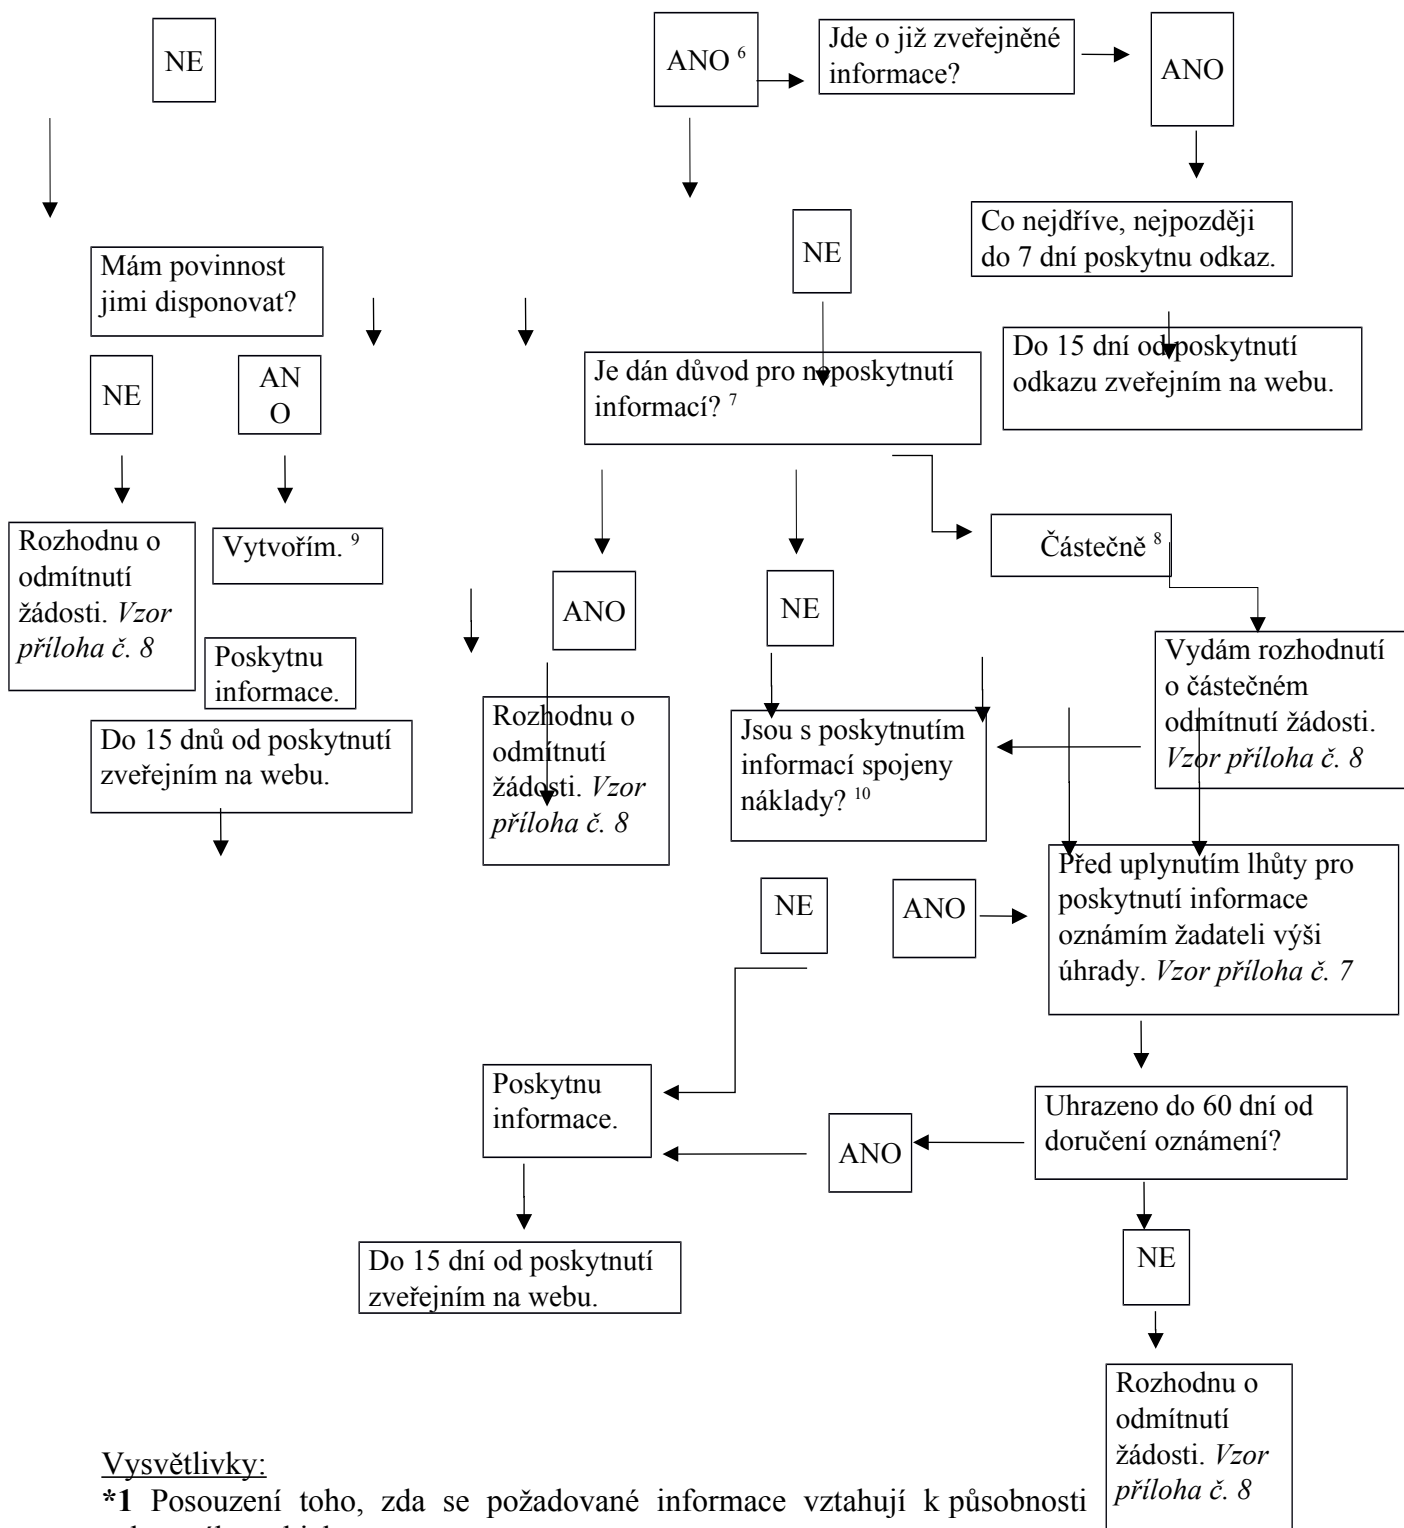 NE
ANO 6
Jde o již zveřejněné
informace?
ANO
Co nejdříve, nejpozději
do 7 dní poskytnu odkaz.
NE
Mám povinnost
jimi disponovat?
Do 15 dní od poskytnutí
odkazu zveřejním na webu.
Je dán důvod pro neposkytnutí
informací? 7
NE
AN
O
Rozhodnu o
odmítnutí
žádosti. Vzor
příloha č. 8
Vytvořím. 9
Částečně 8
ANO
NE
Poskytnu
informace.
Vydám rozhodnutí
o částečném
odmítnutí žádosti.
Vzor příloha č. 8
Do 15 dnů od poskytnutí
zveřejním na webu.
Rozhodnu o
odmítnutí
žádosti. Vzor
příloha č. 8
Jsou s poskytnutím
informací spojeny
náklady? 10
Před uplynutím lhůty pro
poskytnutí informace
oznámím žadateli výši
úhrady. Vzor příloha č. 7
NE
ANO
Poskytnu
informace.
Uhrazeno do 60 dní od
doručení oznámení?
ANO
NE
Do 15 dní od poskytnutí
zveřejním na webu.
Rozhodnu o
odmítnutí
žádosti. Vzor
příloha č. 8
Vysvětlivky:
*1 Posouzení toho, zda se požadované informace vztahují k působnosti